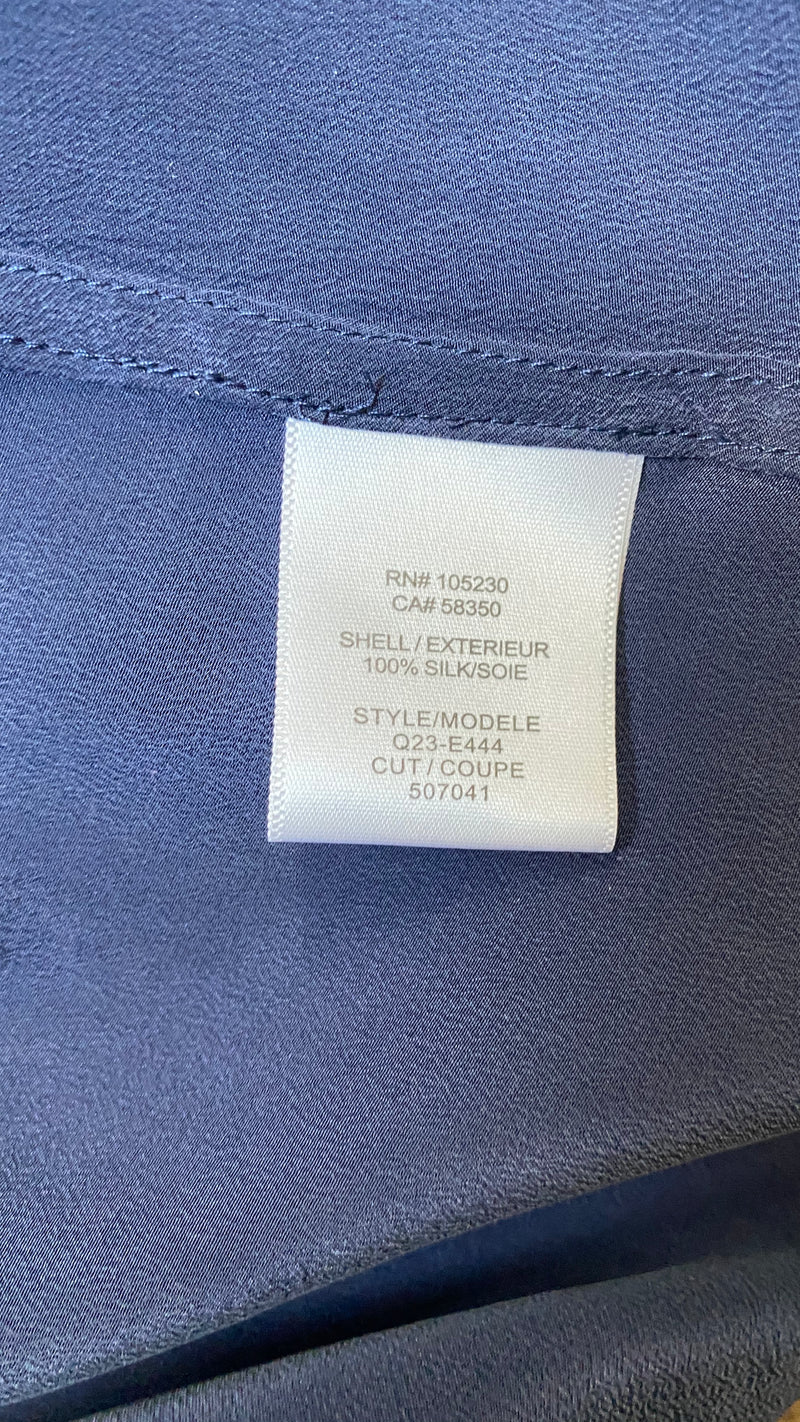 RN# 105230
CA# 58350
SHELL / EXTERIEUR
100% SILK/SOIE
STYLE/MODELE
Q23-E444
CUT / COUPE
507041